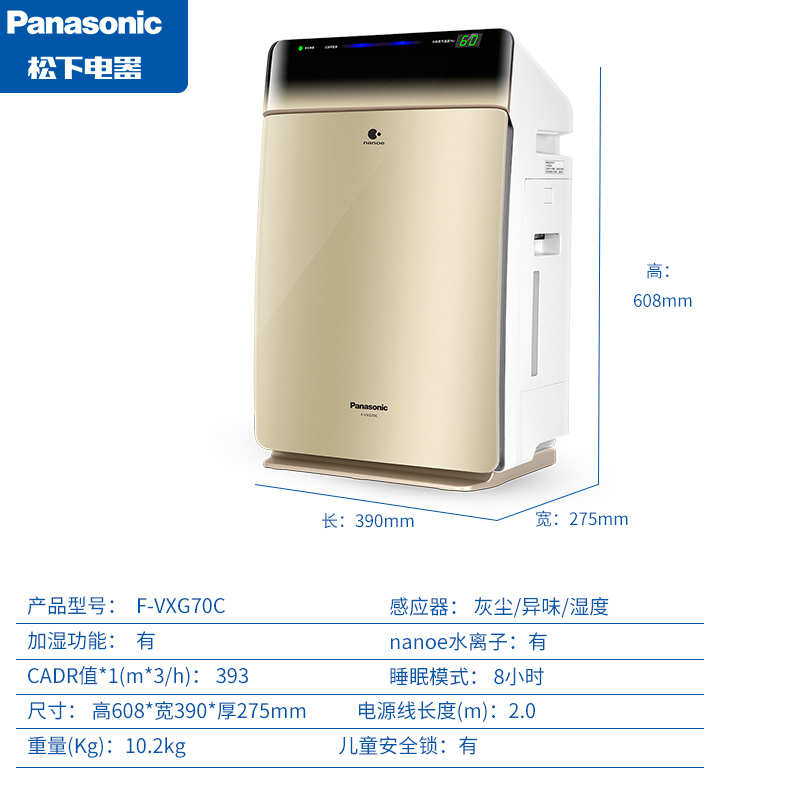 Panasonic
松下电器
60
nanoe
高：
608mm
Panasonic
F-VXG70C
长：390mm
宽：275mm
产品型号： F-VXG70C
感应器： 灰尘/异味/湿度
加湿功能： 有
nanoe水离子：有
CADR值*1(m*3/h)： 393
睡眠模式： 8小时
尺寸： 高608*宽390*厚275mm
电源线长度(m)：2.0
重量(Kg)：10.2kg
儿童安全锁：有